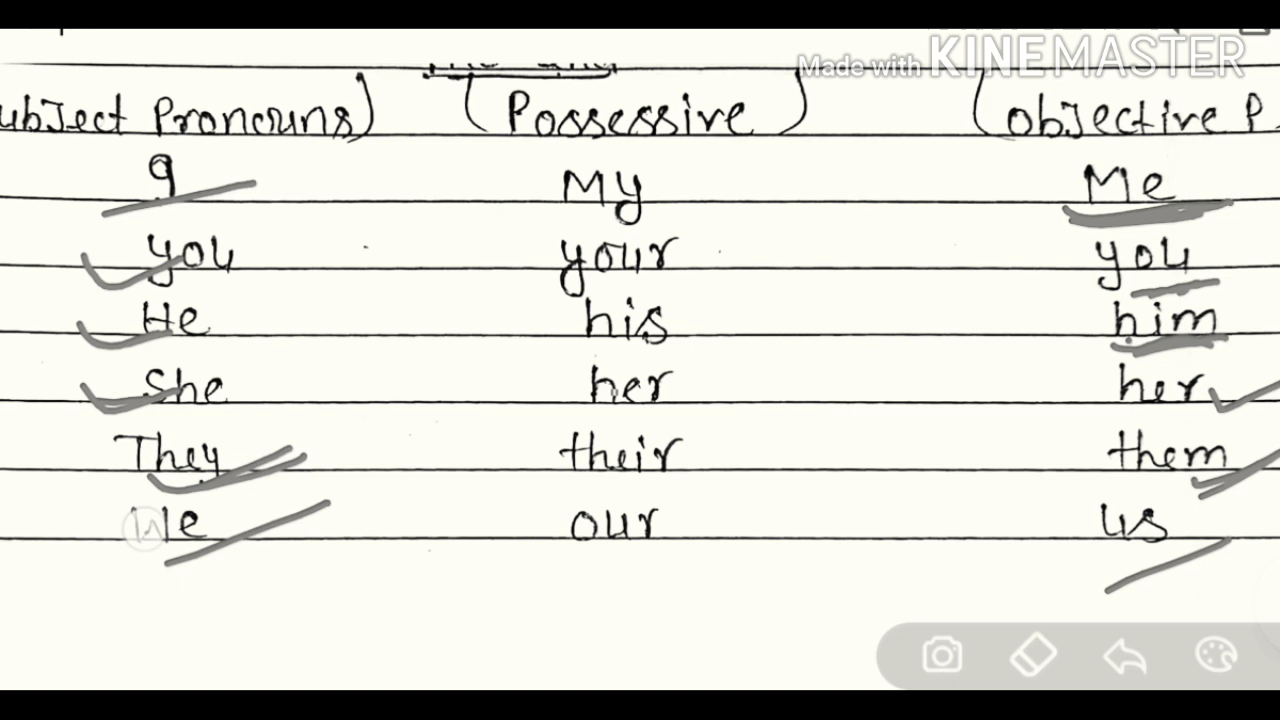 Made with KINEMASTER
ubject Pronouns) (Possessive) (objective P.
I My Me
you your you
He his him
She her her
They their them
We our us